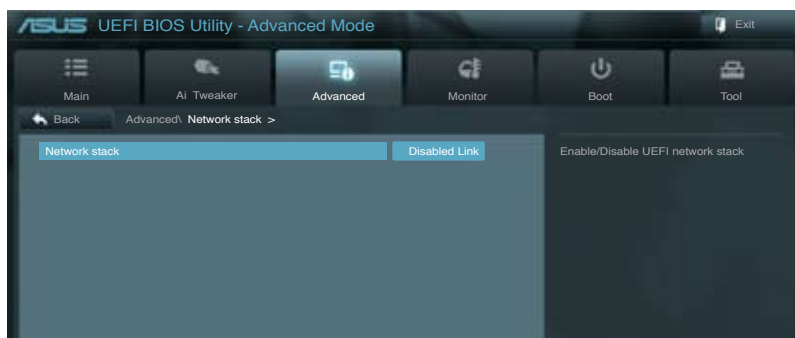 ASUS UEFI BIOS Utility - Advanced Mode
Exit
Main
Ai Tweaker
Advanced
Monitor
Boot
Tool
Back
Advanced\ Network stack >
Network stack
Disabled Link
Enable/Disable UEFI network stack